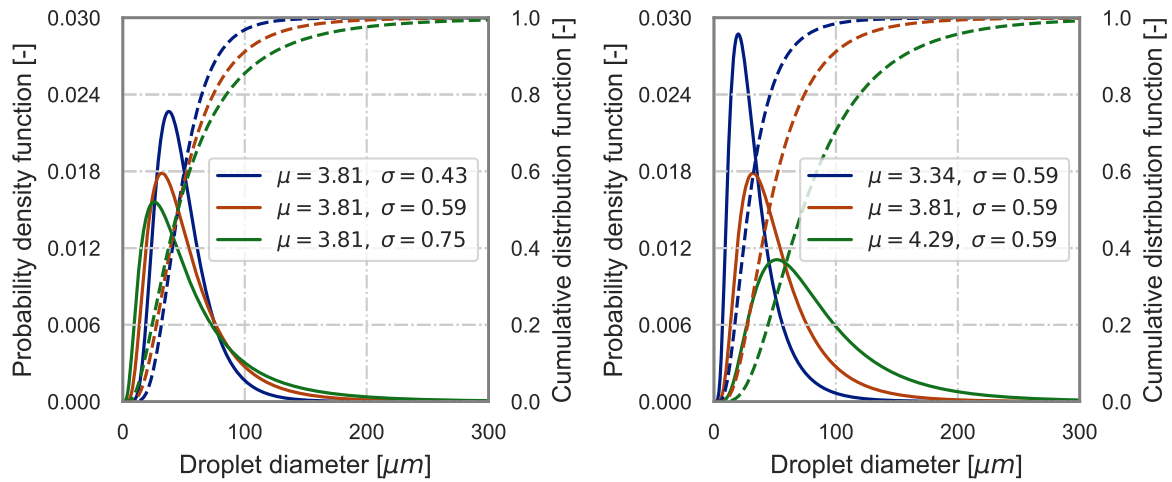 Probability density function [-]
0.030
0.024
0.018
0.012
0.006
0.000
0
100
200
300
Droplet diameter [μm]
μ = 3.81, σ = 0.43
μ = 3.81, σ = 0.59
μ = 3.81, σ = 0.75
1.0
0.8
0.6
0.4
0.2
0.0
Cumulative distribution function [-]
Probability density function [-]
0.030
0.024
0.018
0.012
0.006
0.000
0
100
200
300
Droplet diameter [μm]
μ = 3.34, σ = 0.59
μ = 3.81, σ = 0.59
μ = 4.29, σ = 0.59
1.0
0.8
0.6
0.4
0.2
0.0
Cumulative distribution function [-]